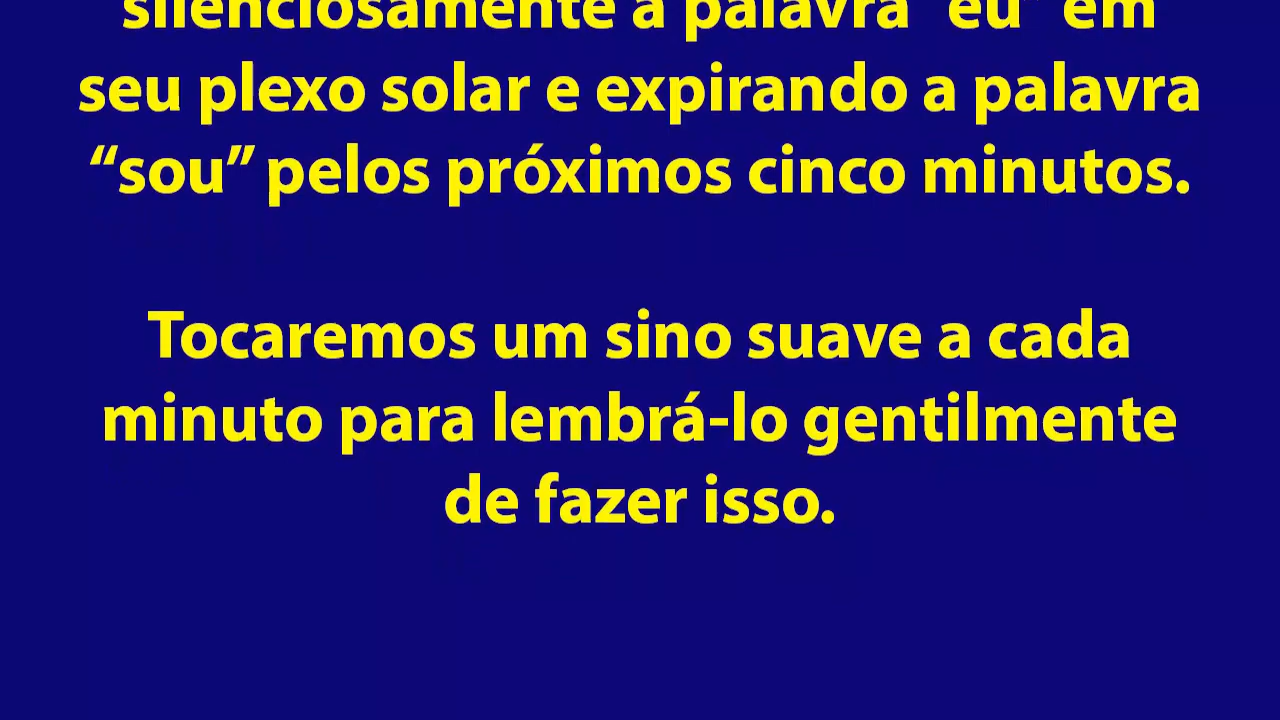 silenciosamente a palavra “eu” em
seu plexo solar e expirando a palavra
“sou” pelos próximos cinco minutos.
Tocaremos um sino suave a cada
minuto para lembrá-lo gentilmente
de fazer isso.